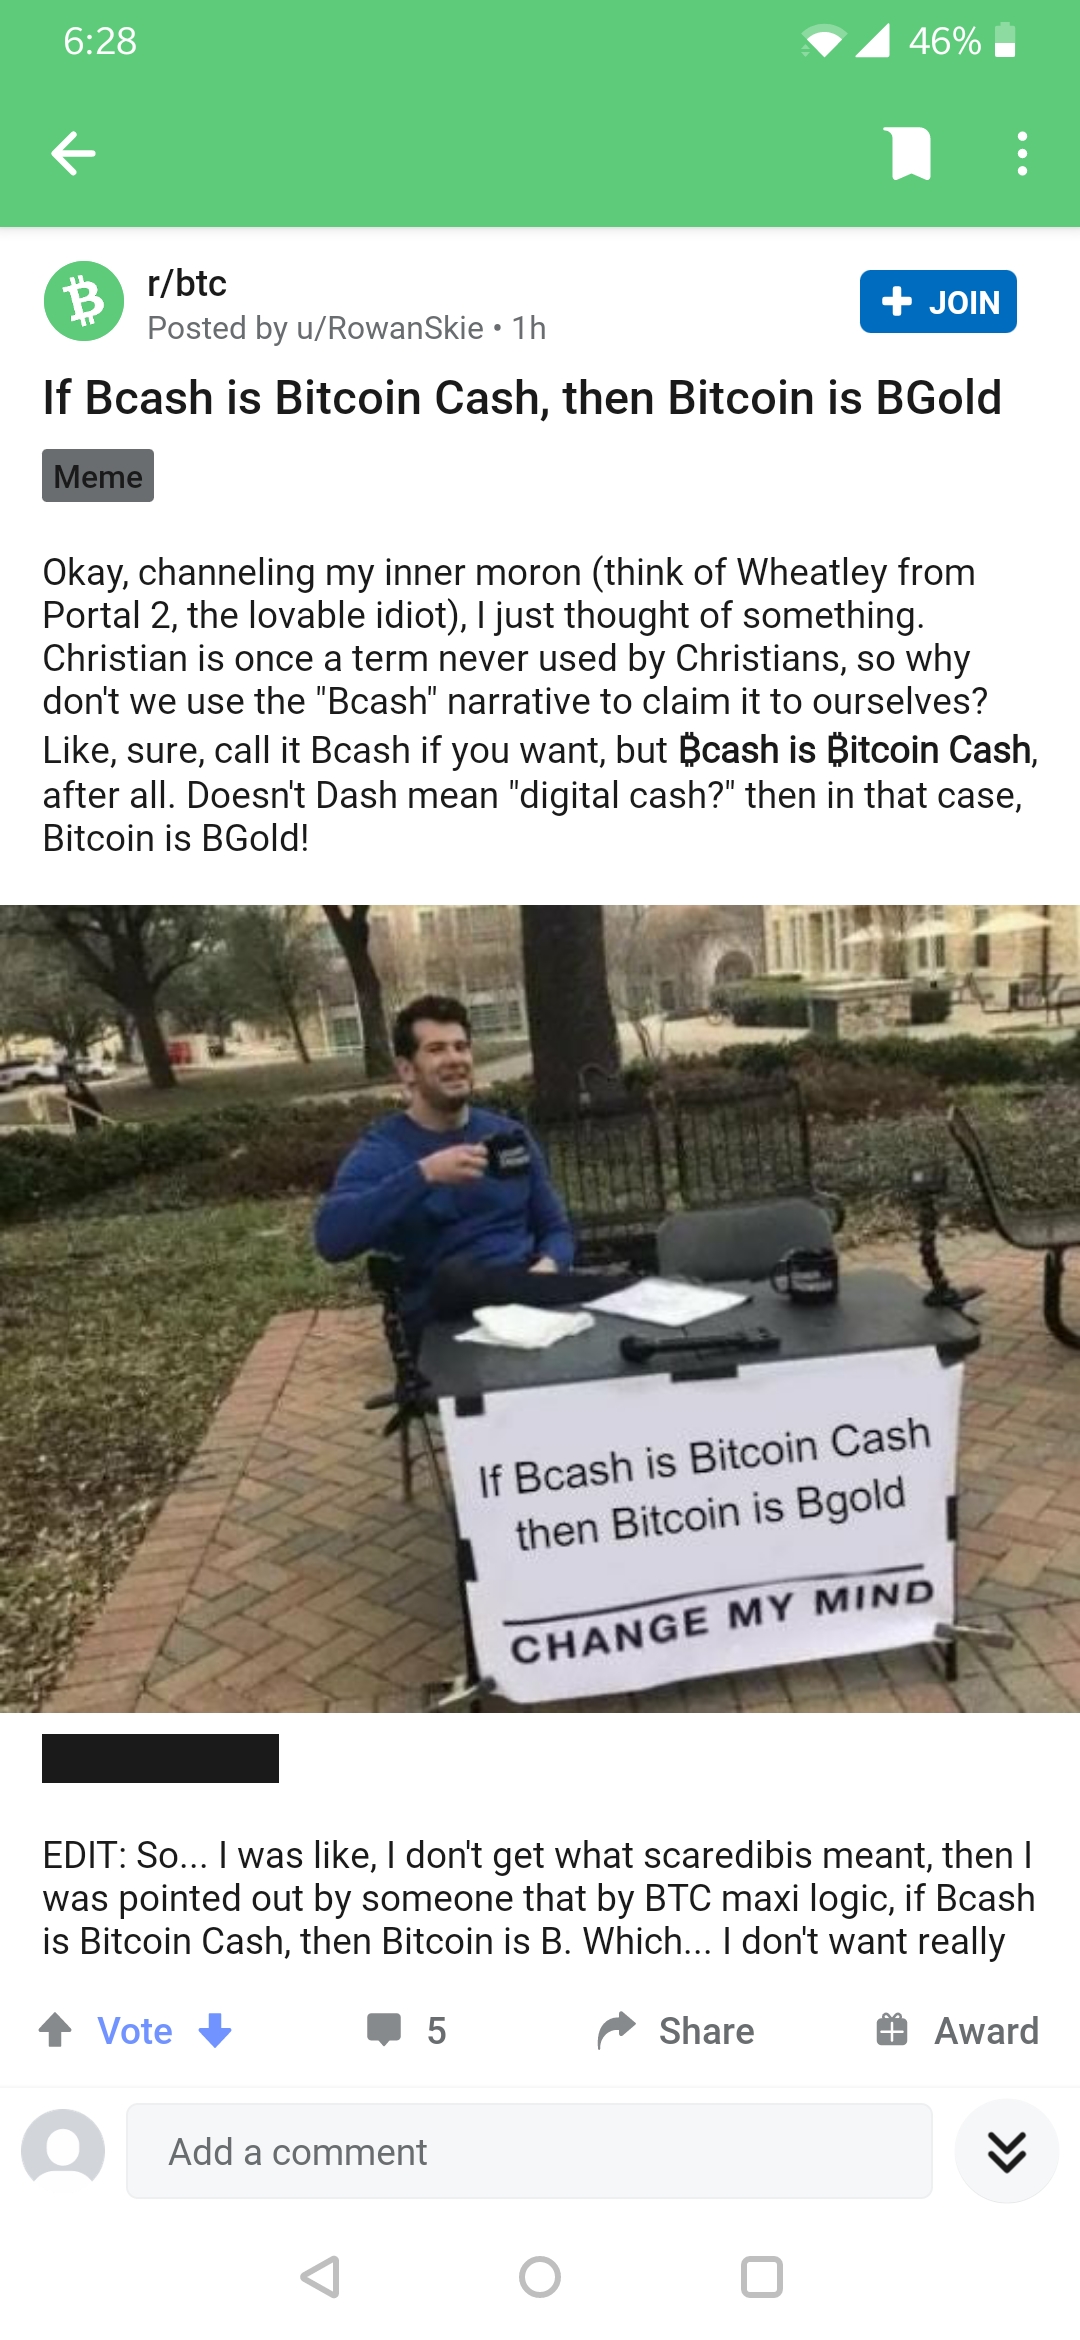 6:28
46%
r/btc
Posted by u/RowanSkie • 1h
JOIN
If Bcash is Bitcoin Cash, then Bitcoin is BGold
Meme
Okay, channeling my inner moron (think of Wheatley from
Portal 2, the lovable idiot), I just thought of something.
Christian is once a term never used by Christians, so why
don't we use the "Bcash" narrative to claim it to ourselves?
Like, sure, call it Bcash if you want, but ₿cash is ₿itcoin Cash,
after all. Doesn't Dash mean "digital cash?" then in that case,
Bitcoin is BGold!
If Bcash is Bitcoin Cash
then Bitcoin is Bgold
CHANGE MY MIND
EDIT: So... I was like, I don't get what scaredibis meant, then I
was pointed out by someone that by BTC maxi logic, if Bcash
is Bitcoin Cash, then Bitcoin is B. Which... I don't want really
Vote
5
Share
Award
Add a comment